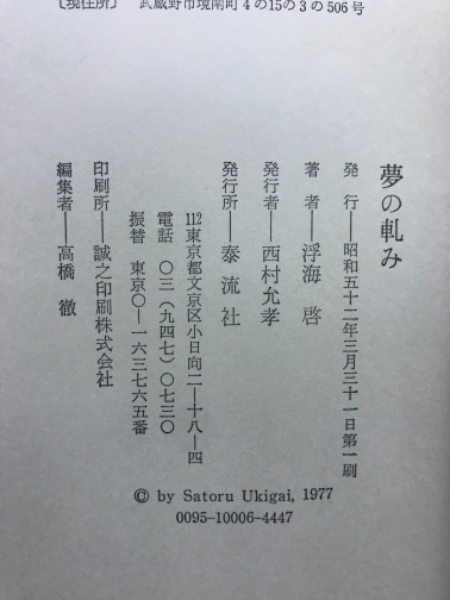 〔現住所〕 武蔵野市境南町4の15の3の506号
夢の軋み
発 行──昭和五十二年三月三十一日第一刷
著 者──浮海 啓
発行者──西村允孝
発行所──泰流社
112東京都文京区小日向二─十八─四
電話 〇三(九四七)〇七三〇
振替 東京〇─一六三七六五番
印刷所──誠之印刷株式会社
編集者──高橋 徹
© by Satoru Ukigai, 1977
0095-10006-4447